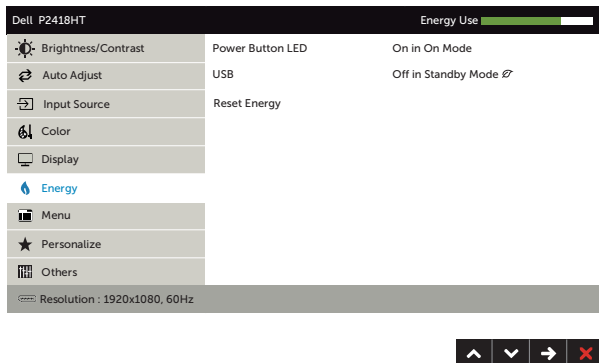 Dell P2418HT Energy Use
Brightness/Contrast Power Button LED On in On Mode
Auto Adjust USB Off in Standby Mode
Input Source Reset Energy
Color
Display
Energy
Menu
Personalize
Others
Resolution : 1920x1080, 60Hz